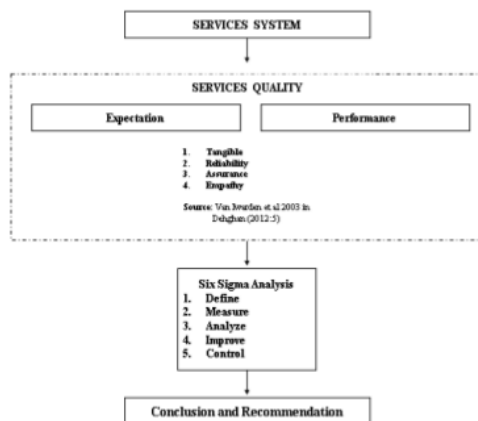 SERVICES SYSTEM
SERVICES QUALITY
Expectation
Performance
1. Tangible
2. Reliability
3. Assurance
4. Empathy
Source: Van Iwarden et al 2003 in
Dehghan (2012:5)
Six Sigma Analysis
1. Define
2. Measure
3. Analyze
4. Improve
5. Control
Conclusion and Recommendation